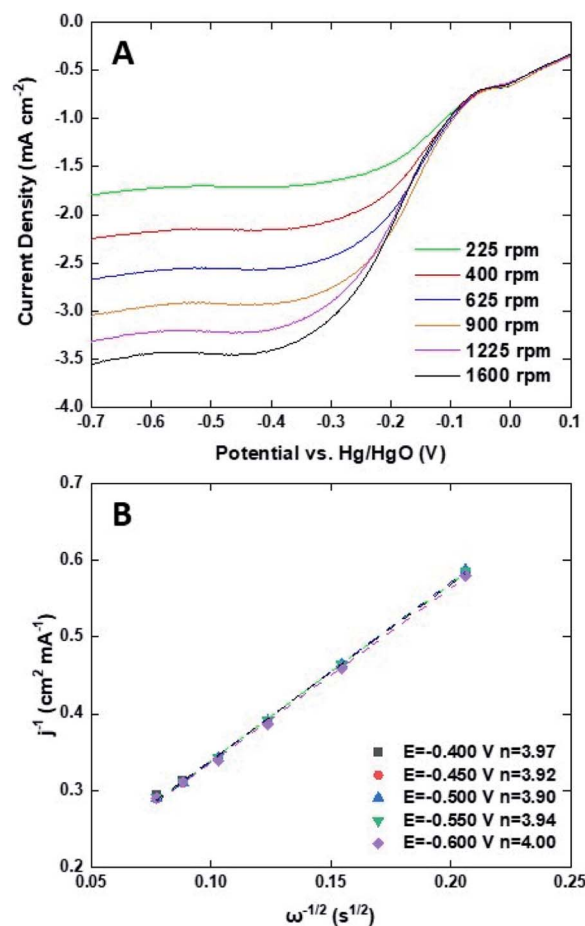 A
0.0
-0.5
-1.0
-1.5
-2.0
-2.5
-3.0
-3.5
-4.0
Current Density (mA cm⁻²)
225 rpm
400 rpm
625 rpm
900 rpm
1225 rpm
1600 rpm
-0.7 -0.6 -0.5 -0.4 -0.3 -0.2 -0.1 0.0 0.1
Potential vs. Hg/HgO (V)
B
0.7
0.6
0.5
0.4
0.3
0.2
j⁻¹ (cm² mA⁻¹)
E=-0.400 V n=3.97
E=-0.450 V n=3.92
E=-0.500 V n=3.90
E=-0.550 V n=3.94
E=-0.600 V n=4.00
0.05 0.10 0.15 0.20 0.25
ω⁻¹/² (s¹/²)